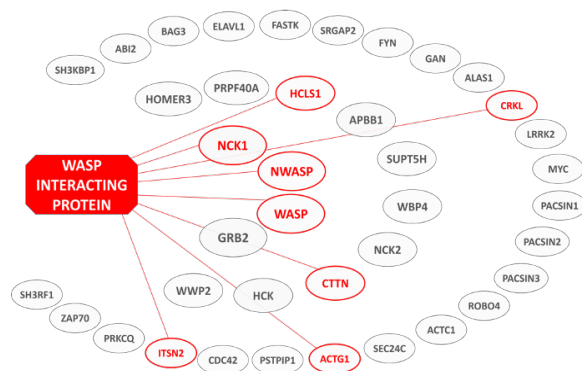 FASTK
ELAVL1
SRGAP2
BAG3
FYN
ABI2
GAN
SH3KBP1
ALAS1
PRPF40A
HCLS1
HOMER3
CRKL
APBB1
LRRK2
NCK1
SUPT5H
WASP
INTERACTING
PROTEIN
NWASP
MYC
WASP
WBP4
PACSIN1
GRB2
PACSIN2
NCK2
CTTN
PACSIN3
WWP2
HCK
SH3RF1
ROBO4
ZAP70
ACTC1
PRKCQ
SEC24C
ITSN2
CDC42
PSTPIP1
ACTG1